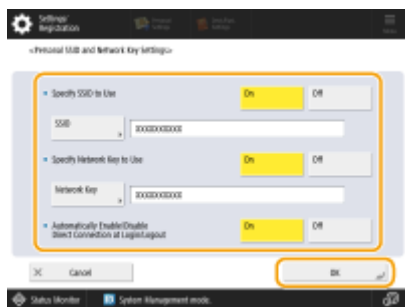 Settings/
Registration
<Personal SSID and Network Key Settings>
Specify SSID to Use
On
Off
SSID
XXXXXXXXXX
Specify Network Key to Use
On
Off
Network Key
XXXXXXXXXX
Automatically Enable/Disable
Direct Connection at Login/Logout
On
Off
Cancel
OK
Status Monitor
System Management mode.